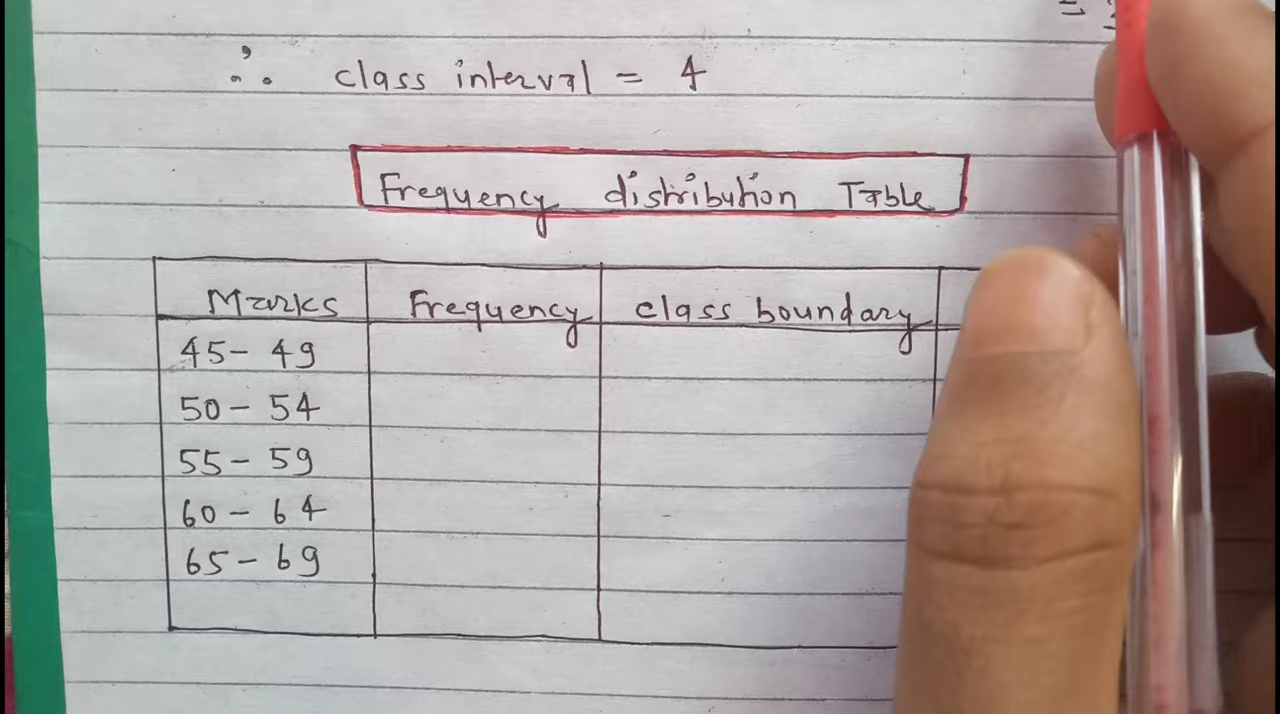 ∴ class interval = 4
Frequency distribution Table
Marks Frequency class boundary
45- 49
50 - 54
55 - 59
60 - 64
65 - 69